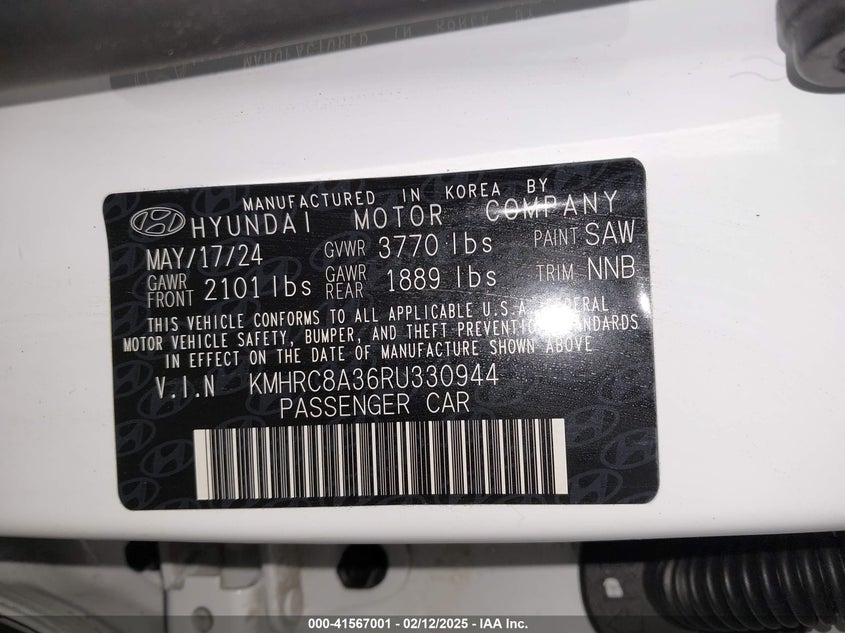 MANUFACTURED IN KOREA BY
HYUNDAI MOTOR COMPANY
MAY/17/24 GVWR 3770 lbs PAINT SAW
GAWR FRONT 2101 lbs GAWR REAR 1889 lbs TRIM NNB
THIS VEHICLE CONFORMS TO ALL APPLICABLE U.S.A. FEDERAL
MOTOR VEHICLE SAFETY, BUMPER, AND THEFT PREVENTION STANDARDS
IN EFFECT ON THE DATE OF MANUFACTURE SHOWN ABOVE
V.I.N KMHRC8A36RU330944
PASSENGER CAR
000-41567001 - 02/12/2025 - IAA Inc.